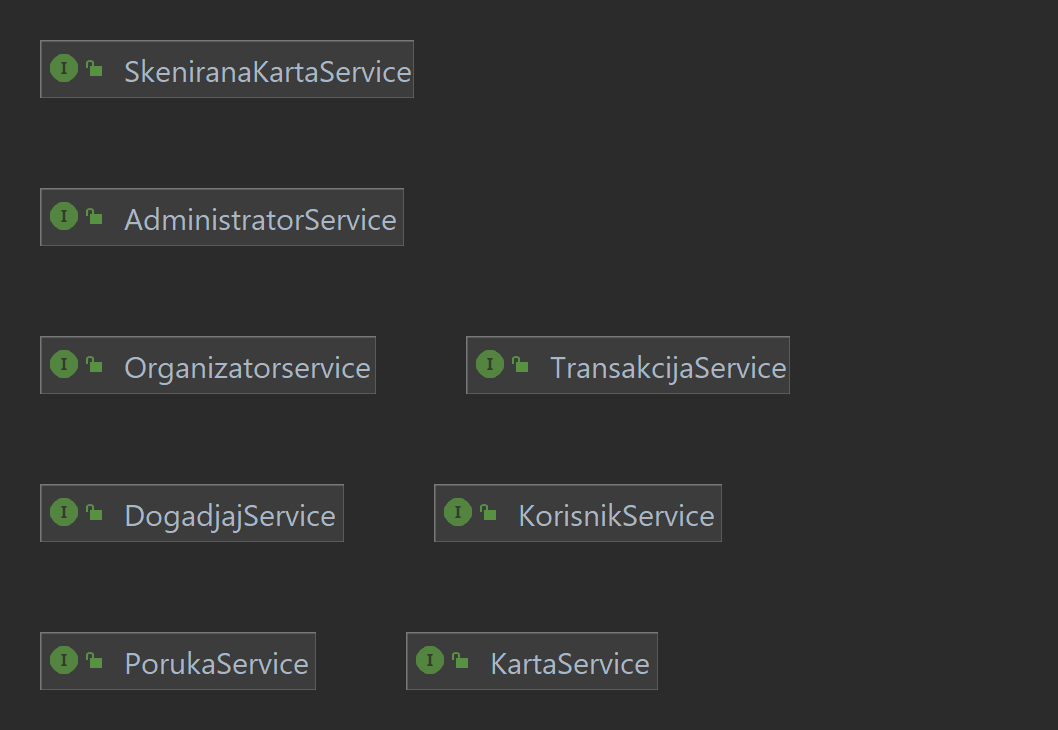 I SkeniranaKartaService
I AdministratorService
I Organizatorservice I TransakcijaService
I DogadjajService I KorisnikService
I PorukaService I KartaService